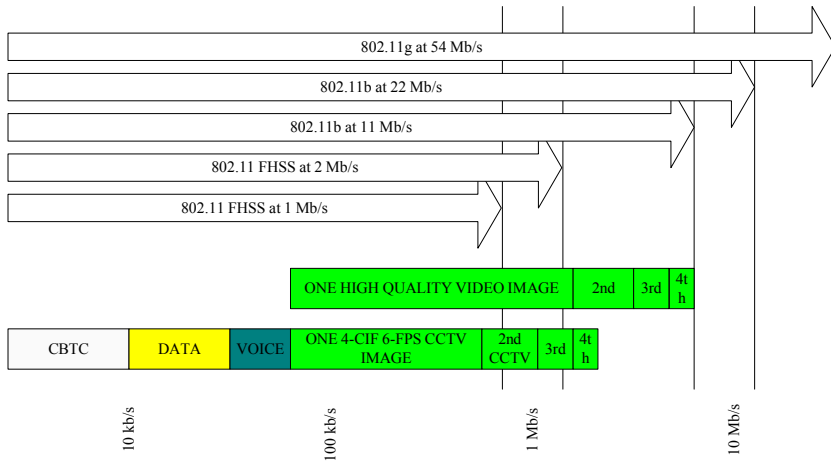 802.11g at 54 Mb/s
802.11b at 22 Mb/s
802.11b at 11 Mb/s
802.11 FHSS at 2 Mb/s
802.11 FHSS at 1 Mb/s
ONE HIGH QUALITY VIDEO IMAGE
2nd
3rd
4t
h
CBTC
DATA
VOICE
ONE 4-CIF 6-FPS CCTV
IMAGE
2nd
CCTV
3rd
4t
h
10 kb/s
100 kb/s
1 Mb/s
10 Mb/s